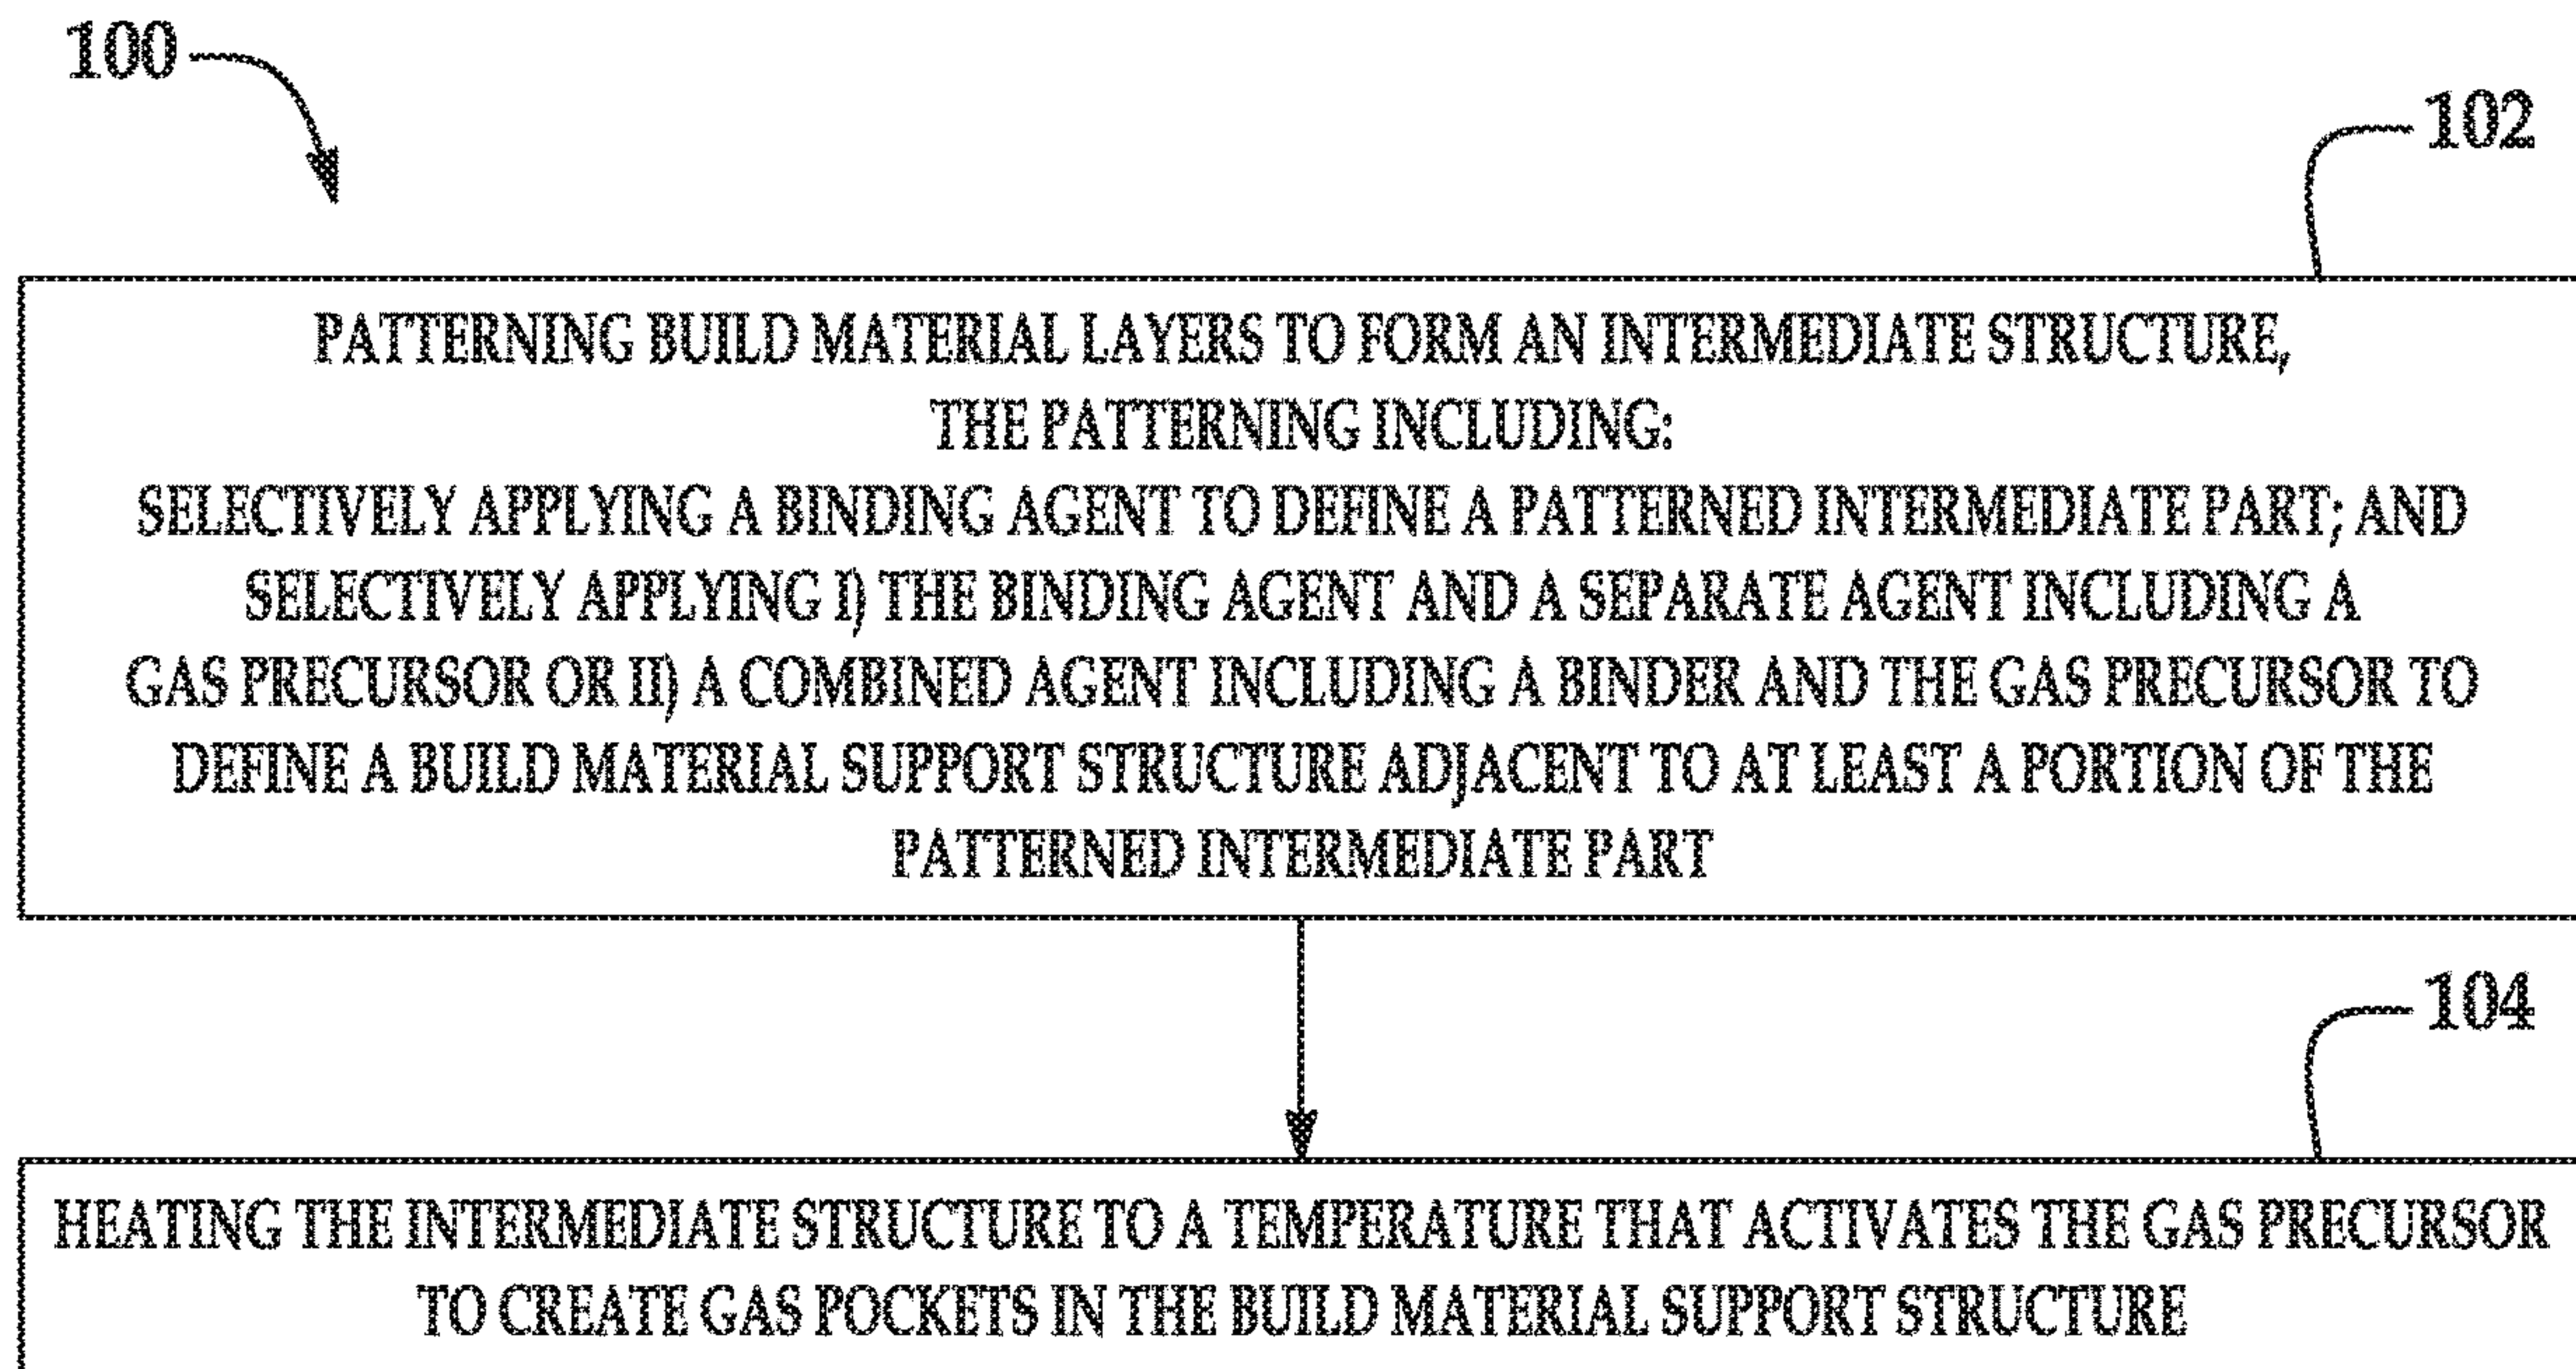 100
102
PATTERNING BUILD MATERIAL LAYERS TO FORM AN INTERMEDIATE STRUCTURE,
THE PATTERNING INCLUDING:
SELECTIVELY APPLYING A BINDING AGENT TO DEFINE A PATTERNED INTERMEDIATE PART; AND
SELECTIVELY APPLYING I) THE BINDING AGENT AND A SEPARATE AGENT INCLUDING A
GAS PRECURSOR OR II) A COMBINED AGENT INCLUDING A BINDER AND THE GAS PRECURSOR TO
DEFINE A BUILD MATERIAL SUPPORT STRUCTURE ADJACENT TO AT LEAST A PORTION OF THE
PATTERNED INTERMEDIATE PART
104
HEATING THE INTERMEDIATE STRUCTURE TO A TEMPERATURE THAT ACTIVATES THE GAS PRECURSOR
TO CREATE GAS POCKETS IN THE BUILD MATERIAL SUPPORT STRUCTURE